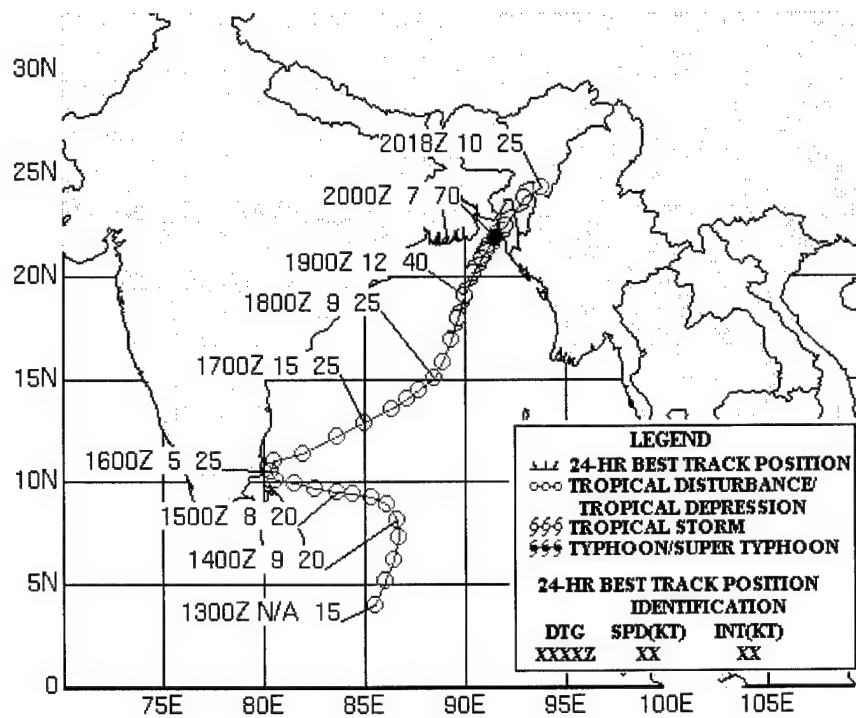 30N
2018Z 10 25
25N
2000Z 7 70
1900Z 12 40
20N
1800Z 9 25
1700Z 15 25
15N
LEGEND
24-HR BEST TRACK POSITION
TROPICAL DISTURBANCE/
TROPICAL DEPRESSION
TROPICAL STORM
TYPHOON/SUPER TYPHOON
1600Z 5 25
10N
1500Z 8 20
1400Z 9 20
24-HR BEST TRACK POSITION
IDENTIFICATION
5N
1300Z N/A 15
DTG SPD(KT) INT(KT)
XXXXZ XX XX
0
75E 80E 85E 90E 95E 100E 105E